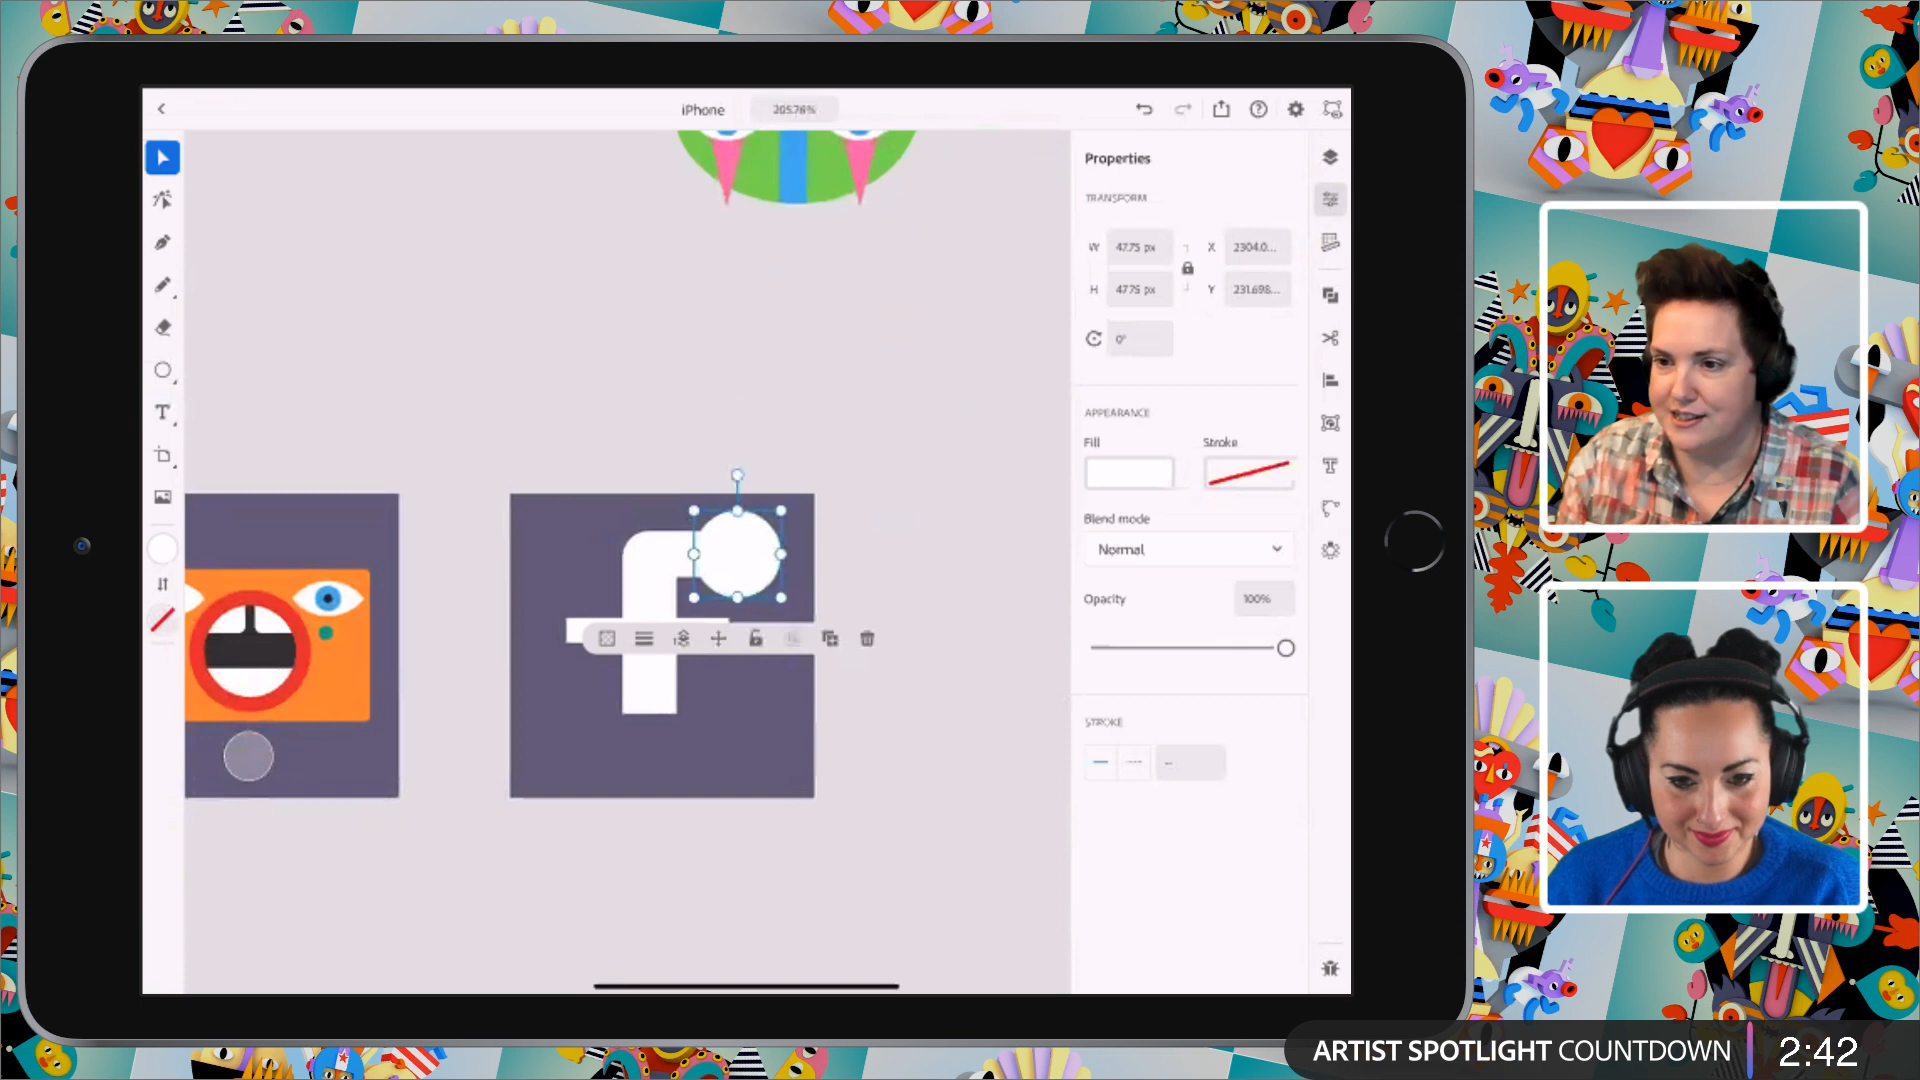 iPhone
205.76%
Properties
TRANSFORM
W 47.75 px X 2304.0...
H 47.75 px Y 231.698...
0°
APPEARANCE
Fill Stroke
Blend mode
Normal
Opacity 100%
STROKE
ARTIST SPOTLIGHT COUNTDOWN 2:42